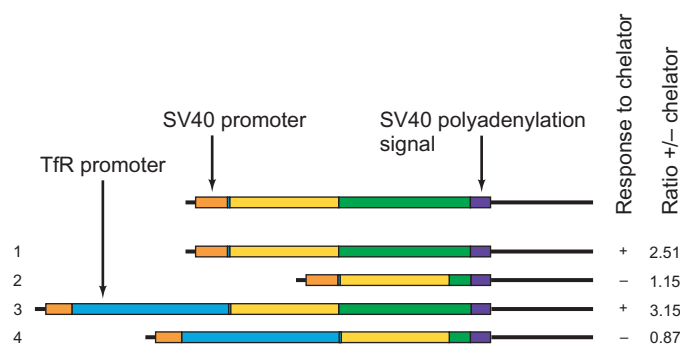 SV40 promoter
SV40 polyadenylation
signal
TfR promoter
Response to chelator
Ratio +/– chelator
1 + 2.51
2 – 1.15
3 + 3.15
4 – 0.87